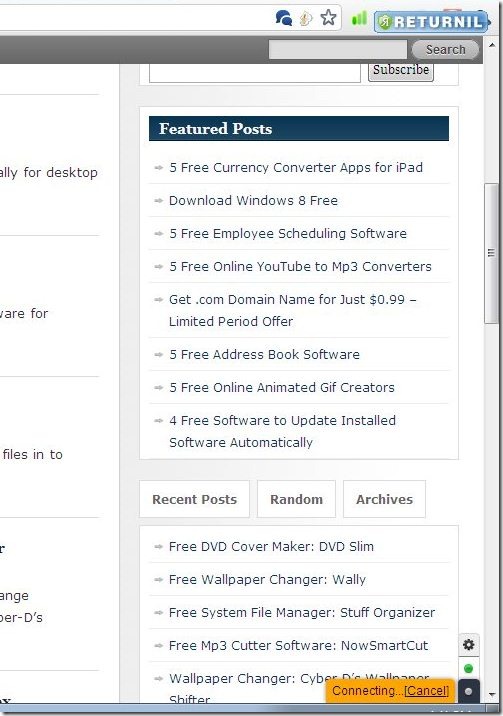 RETURNIL
Search
Subscribe
ally for desktop
ware for
files in to
r
ange
per-D's
Featured Posts
5 Free Currency Converter Apps for iPad
Download Windows 8 Free
5 Free Employee Scheduling Software
5 Free Online YouTube to Mp3 Converters
Get .com Domain Name for Just $0.99 –
Limited Period Offer
5 Free Address Book Software
5 Free Online Animated Gif Creators
4 Free Software to Update Installed
Software Automatically
Recent Posts
Random
Archives
Free DVD Cover Maker: DVD Slim
Free Wallpaper Changer: Wally
Free System File Manager: Stuff Organizer
Free Mp3 Cutter Software: NowSmartCut
Wallpaper Changer: Cyber-D's Wallpaper
Shifter
Connecting...[Cancel]